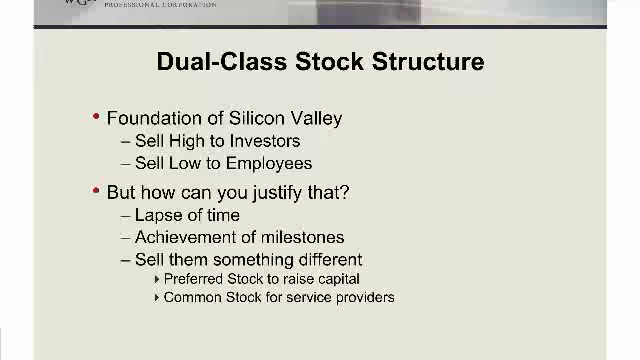 PROFESSIONAL CORPORATION
Dual-Class Stock Structure
• Foundation of Silicon Valley
– Sell High to Investors
– Sell Low to Employees
• But how can you justify that?
– Lapse of time
– Achievement of milestones
– Sell them something different
Preferred Stock to raise capital
Common Stock for service providers